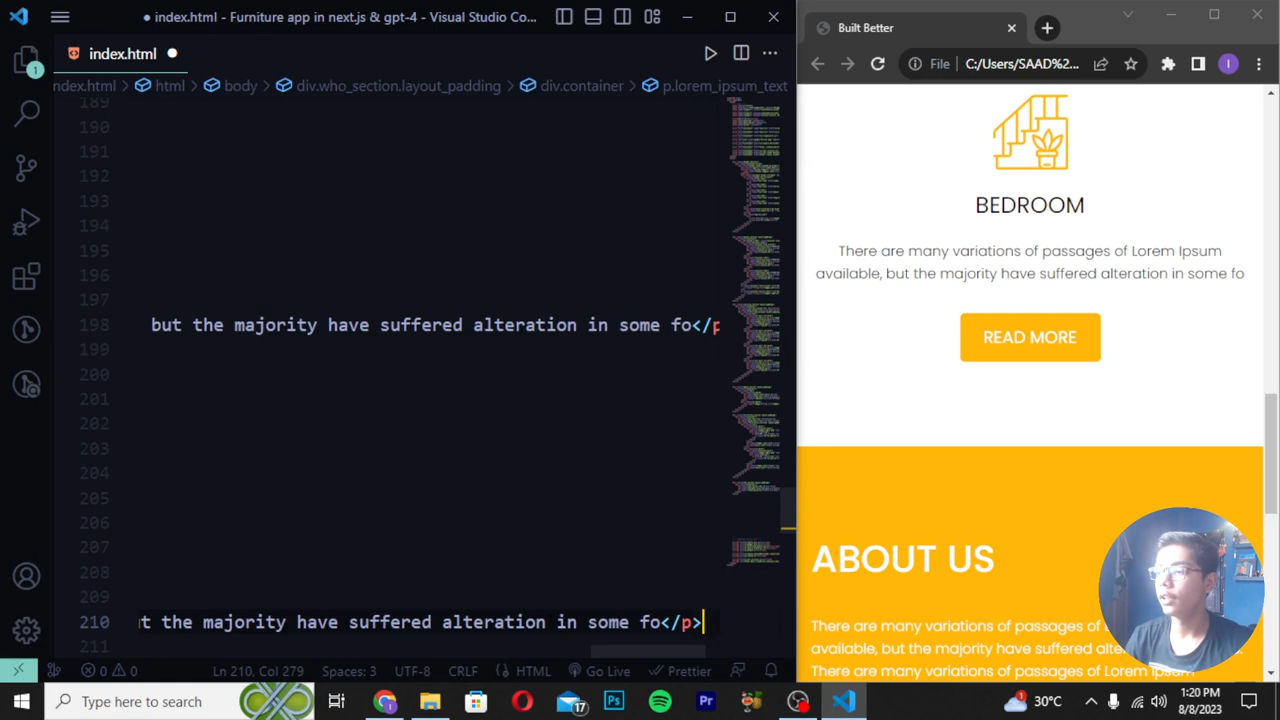 index.html - Furniture app in next.js & gpt-4 - Visual Studio Co...
Built Better
index.html
File
C:/Users/SAAD%2...
I
1
ndex.html
html
body
div.who_section.layout_padding
div.container
p.lorem_ipsum_text
189
190
191
192
193
194
195
196
197
198 but the majority have suffered alteration in some fo</p
199
200
201
202
203
204
205
206
207
208
209
210 t the majority have suffered alteration in some fo</p>
211
BEDROOM
There are many variations of passages of Lorem Ipsum
available, but the majority have suffered alteration in some fo
READ MORE
ABOUT US
There are many variations of passages of
available, but the majority have suffered alte
There are many variations of passages of Lorem Ipsum
0 0 Ln 210, Col 279 Spaces: 3 UTF-8 CRLF HTML Go Live Prettier
Type here to search
17
Ps
Pr
1
30°C
1:20 PM
8/8/2023